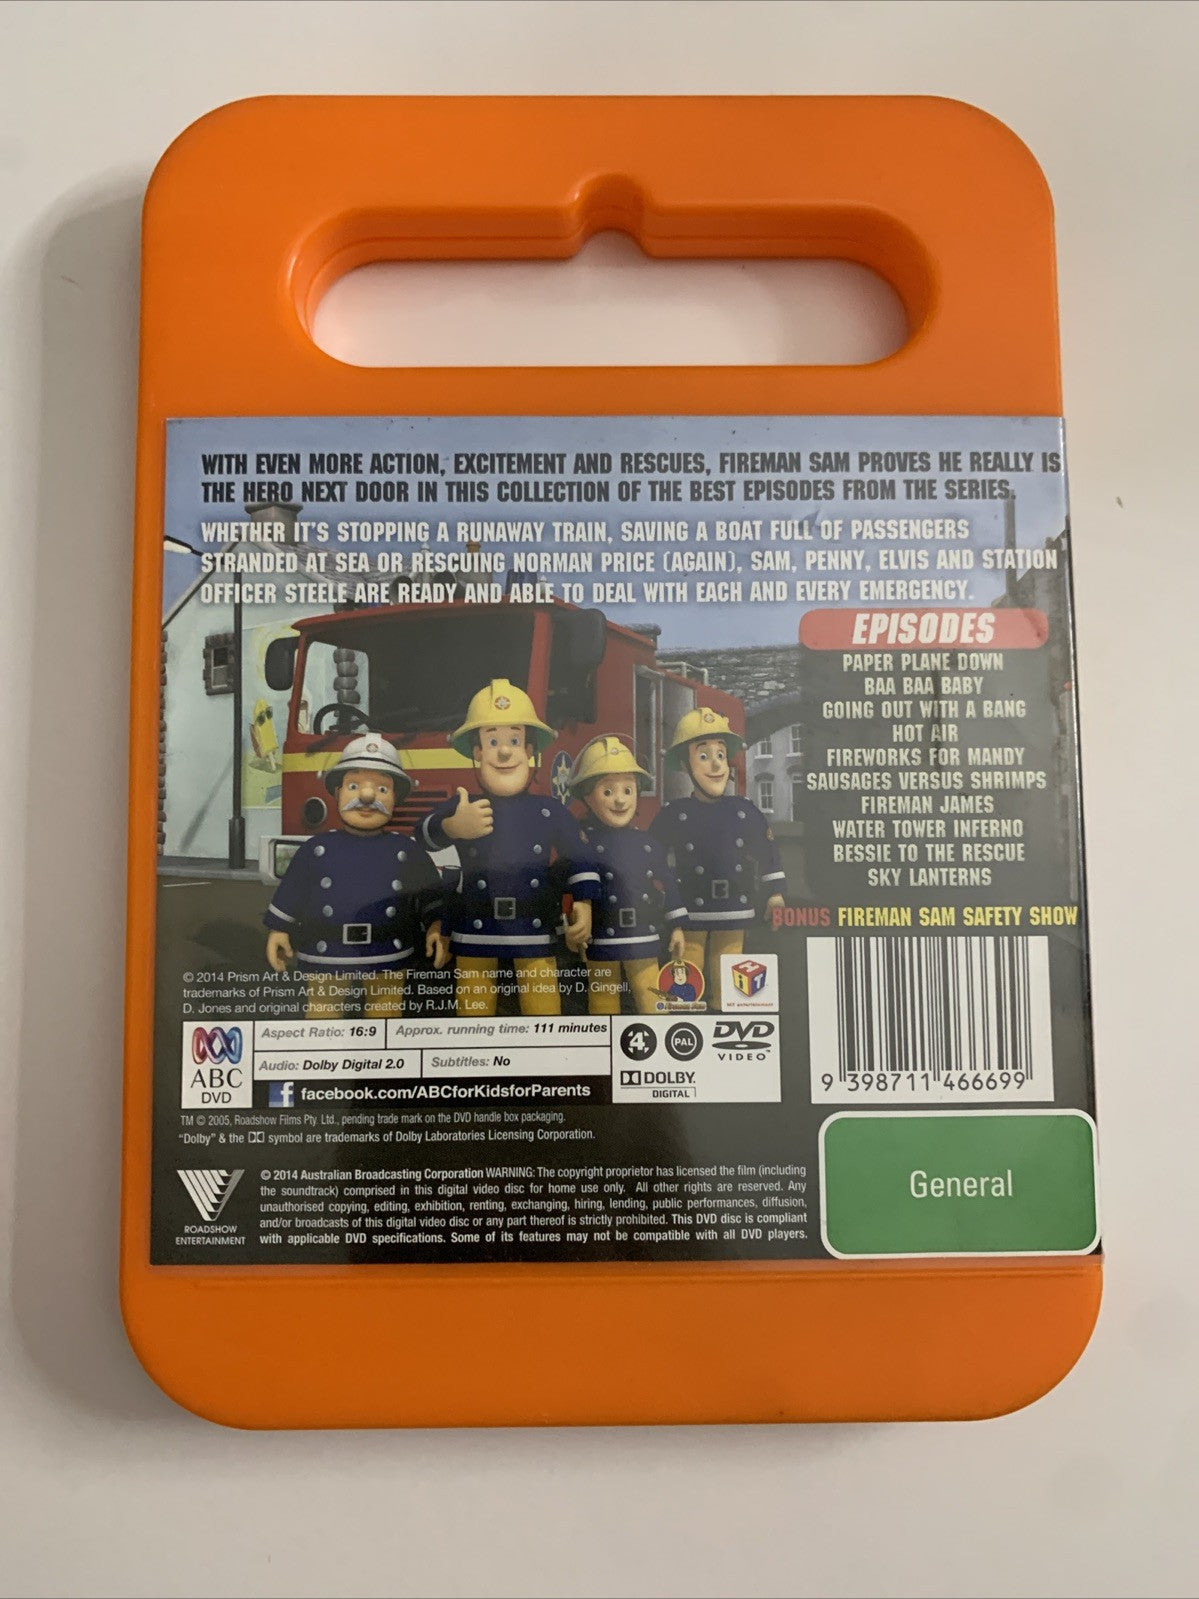 WITH EVEN MORE ACTION, EXCITEMENT AND RESCUES, FIREMAN SAM PROVES HE REALLY IS
THE HERO NEXT DOOR IN THIS COLLECTION OF THE BEST EPISODES FROM THE SERIES.
WHETHER IT'S STOPPING A RUNAWAY TRAIN, SAVING A BOAT FULL OF PASSENGERS
STRANDED AT SEA OR RESCUING NORMAN PRICE (AGAIN), SAM, PENNY, ELVIS AND STATION
OFFICER STEELE ARE READY AND ABLE TO DEAL WITH EACH AND EVERY EMERGENCY.
EPISODES
PAPER PLANE DOWN
BAA BAA BABY
GOING OUT WITH A BANG
HOT AIR
FIREWORKS FOR MANDY
SAUSAGES VERSUS SHRIMPS
FIREMAN JAMES
WATER TOWER INFERNO
BESSIE TO THE RESCUE
SKY LANTERNS
BONUS FIREMAN SAM SAFETY SHOW
© 2014 Prism Art & Design Limited. The Fireman Sam name and character are
trademarks of Prism Art & Design Limited. Based on an original idea by D. Gingell,
D. Jones and original characters created by R.J.M. Lee.
Fireman Sam
HiT
HIT entertainment
ABC
DVD
Aspect Ratio: 16:9
Approx. running time: 111 minutes
Audio: Dolby Digital 2.0
Subtitles: No
f facebook.com/ABCforKidsforParents
4
PAL
DVD
VIDEO™
DOLBY
DIGITAL
9 398711 466699
TM © 2005, Roadshow Films Pty. Ltd., pending trade mark on the DVD handle box packaging.
"Dolby" & the symbol are trademarks of Dolby Laboratories Licensing Corporation.
ROADSHOW
ENTERTAINMENT
© 2014 Australian Broadcasting Corporation WARNING: The copyright proprietor has licensed the film (including
the soundtrack) comprised in this digital video disc for home use only. All other rights are reserved. Any
unauthorised copying, editing, exhibition, renting, exchanging, hiring, lending, public performances, diffusion,
and/or broadcasts of this digital video disc or any part thereof is strictly prohibited. This DVD disc is compliant
with applicable DVD specifications. Some of its features may not be compatible with all DVD players.
General